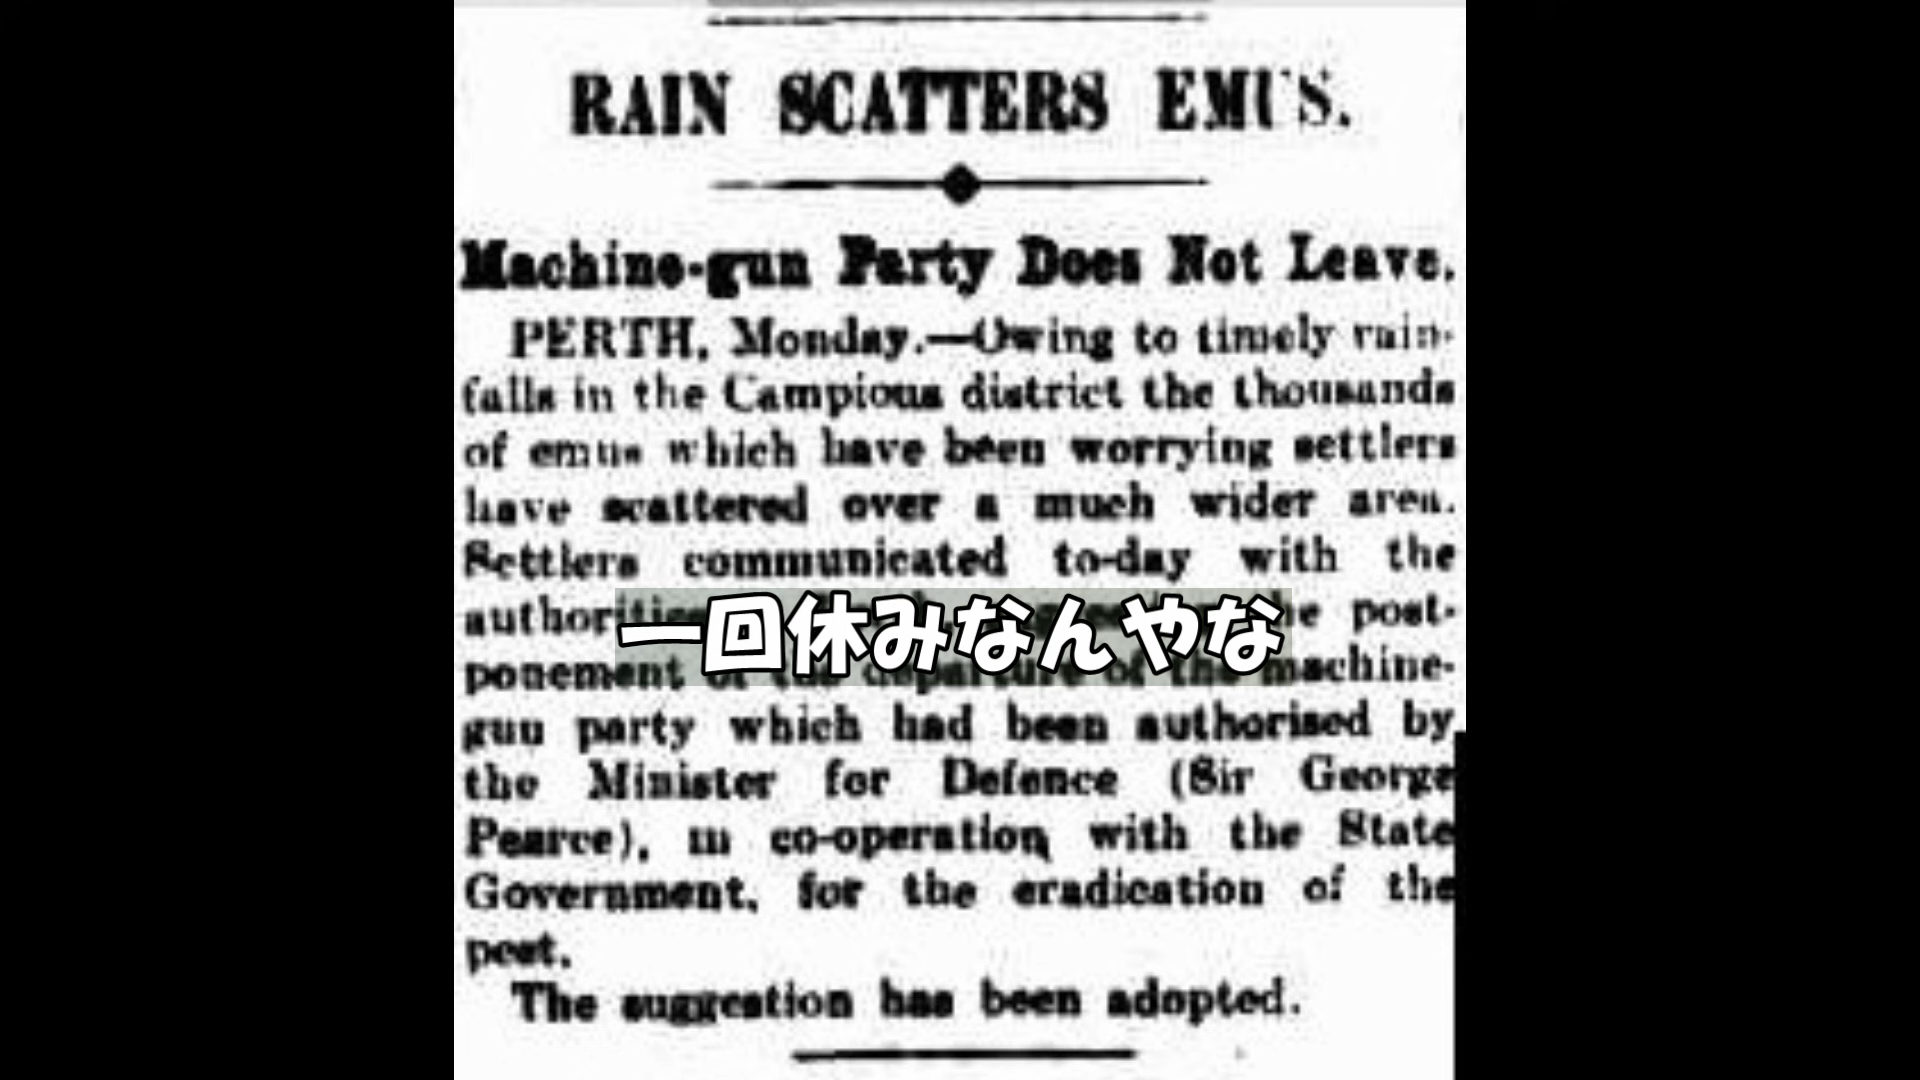 RAIN SCATTERS EMUS.
Machine-gun Party Does Not Leave.
PERTH, Monday.—Owing to timely rain-
falls in the Campions district the thousands
of emus which have been worrying settlers
have scattered over a much wider area.
Settlers communicated to-day with the
一回休みなんやな
the post-
ponement of the departure of the machine-
gun party which had been authorised by
the Minister for Defence (Sir George
Pearce), in co-operation with the State
Government, for the eradication of the
pest.
The suggestion has been adopted.